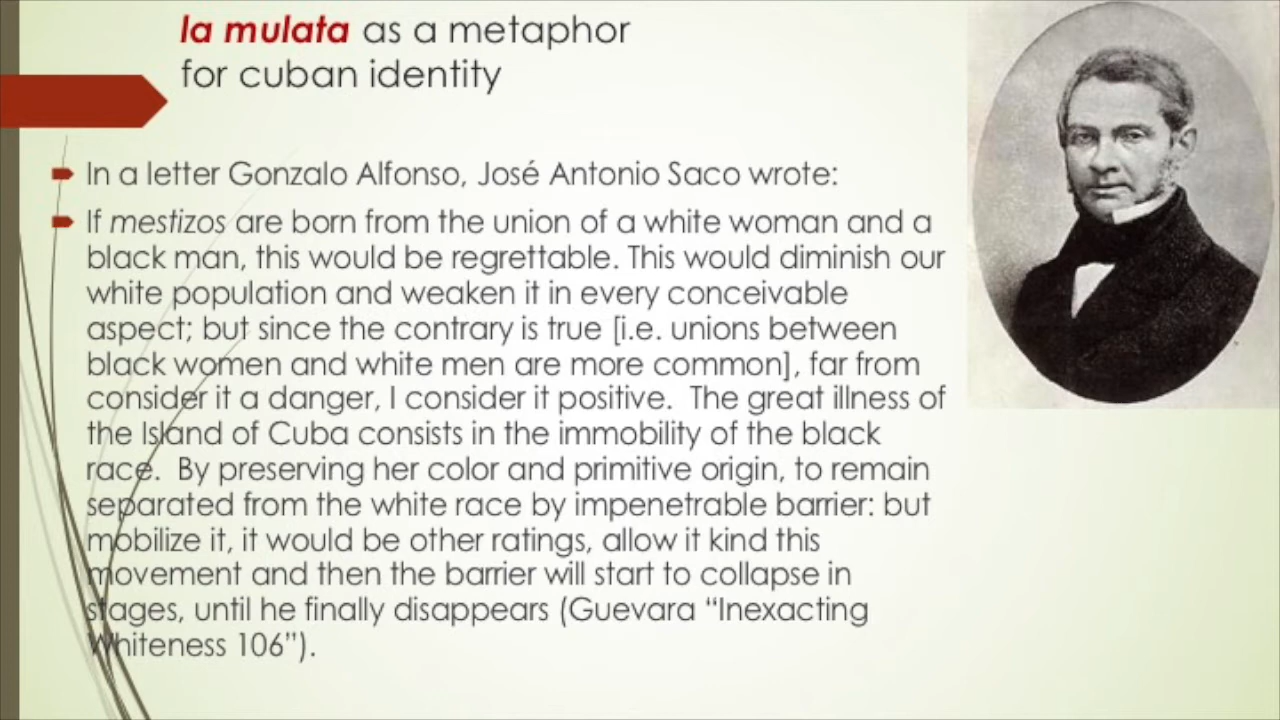 la mulata as a metaphor
for cuban identity
In a letter Gonzalo Alfonso, José Antonio Saco wrote:
If mestizos are born from the union of a white woman and a
black man, this would be regrettable. This would diminish our
white population and weaken it in every conceivable
aspect; but since the contrary is true [i.e. unions between
black women and white men are more common], far from
consider it a danger, I consider it positive.  The great illness of
the Island of Cuba consists in the immobility of the black
race.  By preserving her color and primitive origin, to remain
separated from the white race by impenetrable barrier: but
mobilize it, it would be other ratings, allow it kind this
movement and then the barrier will start to collapse in
stages, until he finally disappears (Guevara “Inexacting
Whiteness 106”).